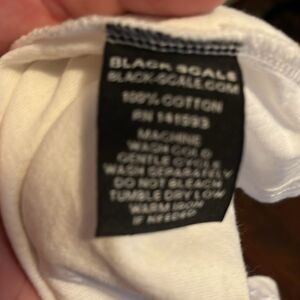 BLACK SCALE
BLACK-SCALE.COM
100% COTTON
RN 141593
MACHINE
WASH COLD
GENTLE CYCLE
WASH SEPARATELY
DO NOT BLEACH
TUMBLE DRY LOW
WARM IRON
IF NEEDED